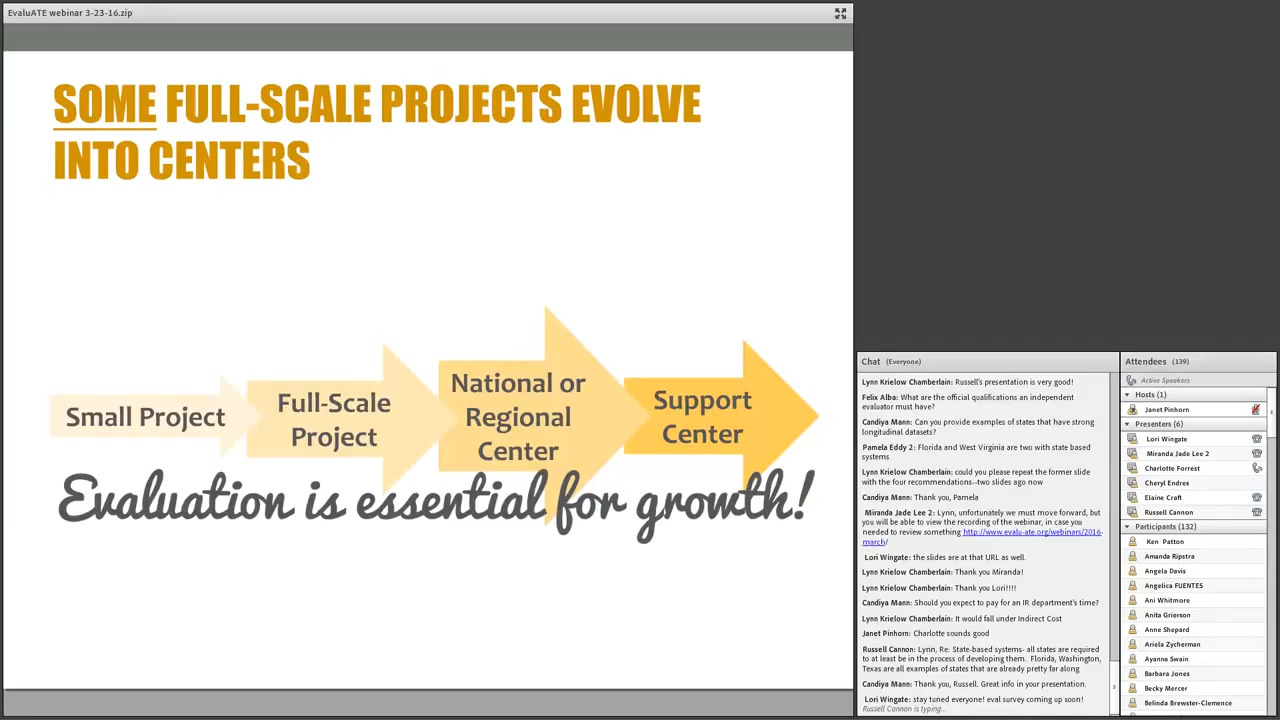 EvaluATE webinar 3-23-16.zip
SOME FULL-SCALE PROJECTS EVOLVE
INTO CENTERS
Small Project
Full-Scale
Project
National or
Regional
Center
Support
Center
Evaluation is essential for growth!
Chat (Everyone)
Lynn Krielow Chamberlain: Russell's presentation is very good!
Felix Alba: What are the official qualifications an independent
evaluator must have?
Candiya Mann: Can you provide examples of states that have strong
longitudinal datasets?
Pamela Eddy 2: Florida and West Virginia are two with state based
systems
Lynn Krielow Chamberlain: could you please repeat the former slide
with the four recommendations--two slides ago now
Candiya Mann: Thank you, Pamela
Miranda Jade Lee 2: Lynn, unfortunately we must move forward, but
you will be able to view the recording of the webinar, in case you
needed to review something http://www.evalu-ate.org/webinars/2016-
march/
Lori Wingate: the slides are at that URL as well.
Lynn Krielow Chamberlain: Thank you Miranda!
Lynn Krielow Chamberlain: Thank you Lori!!!!
Candiya Mann: Should you expect to pay for an IR department's time?
Lynn Krielow Chamberlain: It would fall under Indirect Cost
Janet Pinhorn: Charlotte sounds good
Russell Cannon: Lynn, Re: State-based systems- all states are required
to at least be in the process of developing them. Florida, Washington,
Texas are all examples of states that are already pretty far along
Candiya Mann: Thank you, Russell. Great info in your presentation.
Lori Wingate: stay tuned everyone! eval survey coming up soon!
Russell Cannon is typing...
Attendees (139)
Active Speakers
Hosts (1)
Janet Pinhorn
Presenters (6)
Lori Wingate
Miranda Jade Lee 2
Charlotte Forrest
Cheryl Endres
Elaine Craft
Russell Cannon
Participants (132)
Ken Patton
Amanda Ripstra
Angela Davis
Angelica FUENTES
Ani Whitmore
Anita Grierson
Anne Shepard
Ariela Zycherman
Ayanna Swain
Barbara Jones
Becky Mercer
Belinda Brewster-Clemence